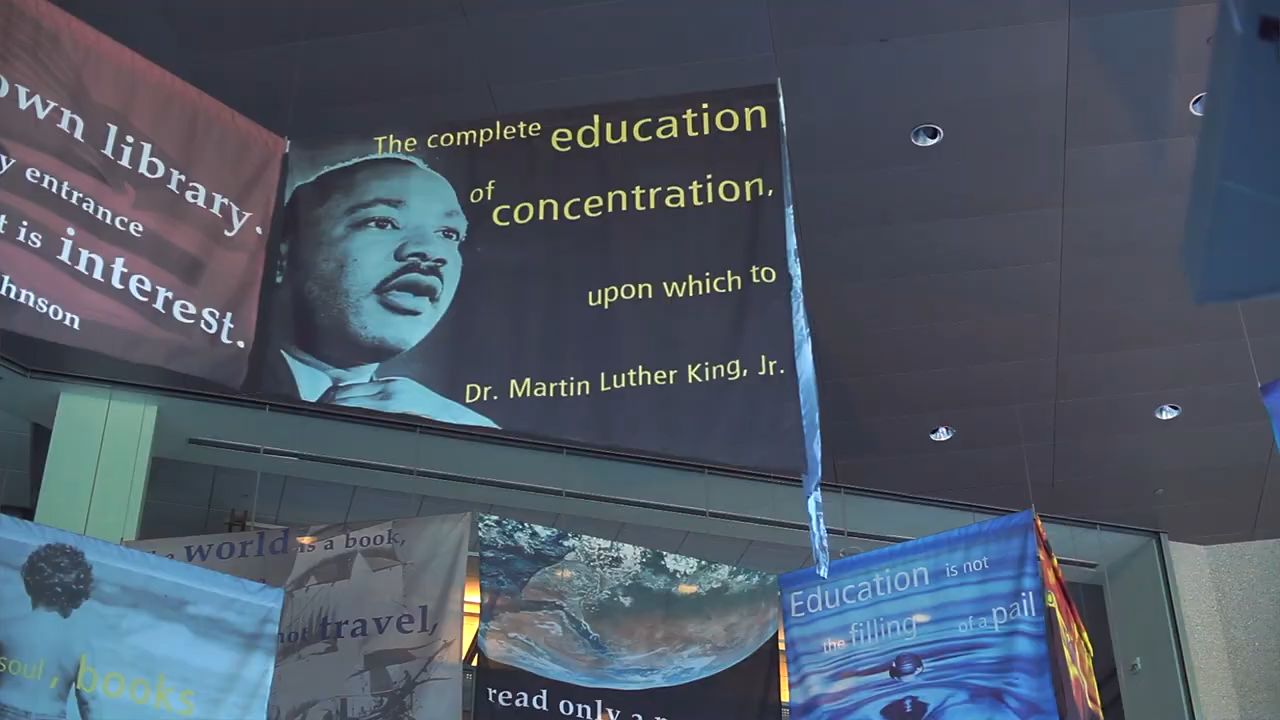 own library.
y entrance
t is interest.
hnson
The complete education
of concentration,
upon which to
Dr. Martin Luther King, Jr.
world is a book,
not travel,
soul, books
read only a
Education is not
the filling of a pail